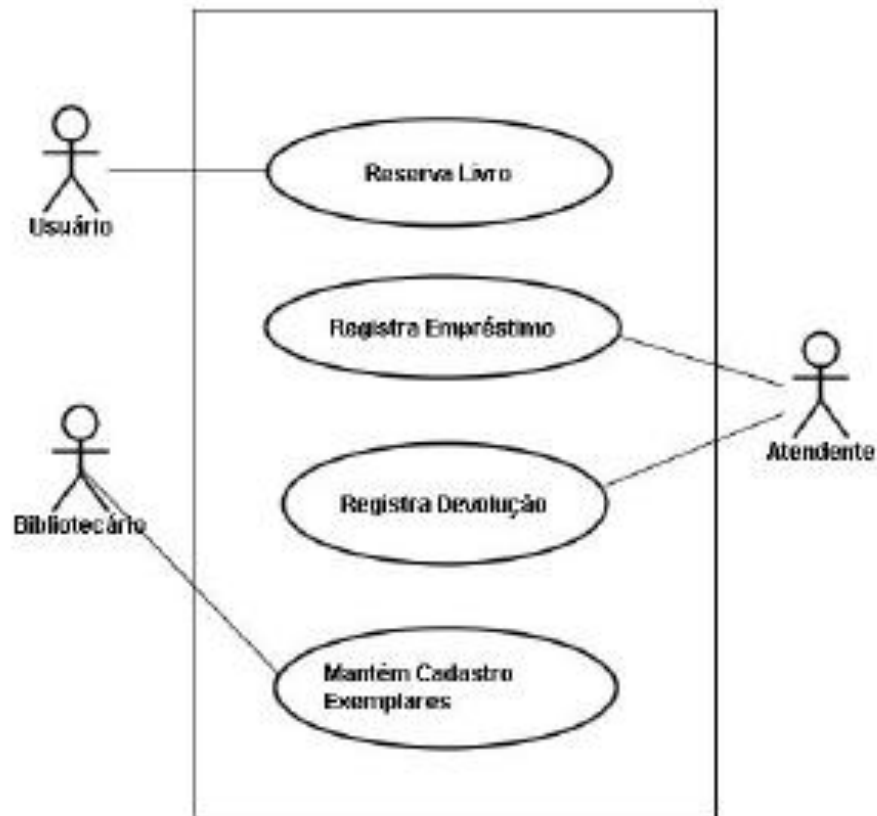 Reserva Livro
Usuário
Registra Empréstimo
Atendente
Registra Devolução
Bibliotecário
Mantém Cadastro
Exemplares